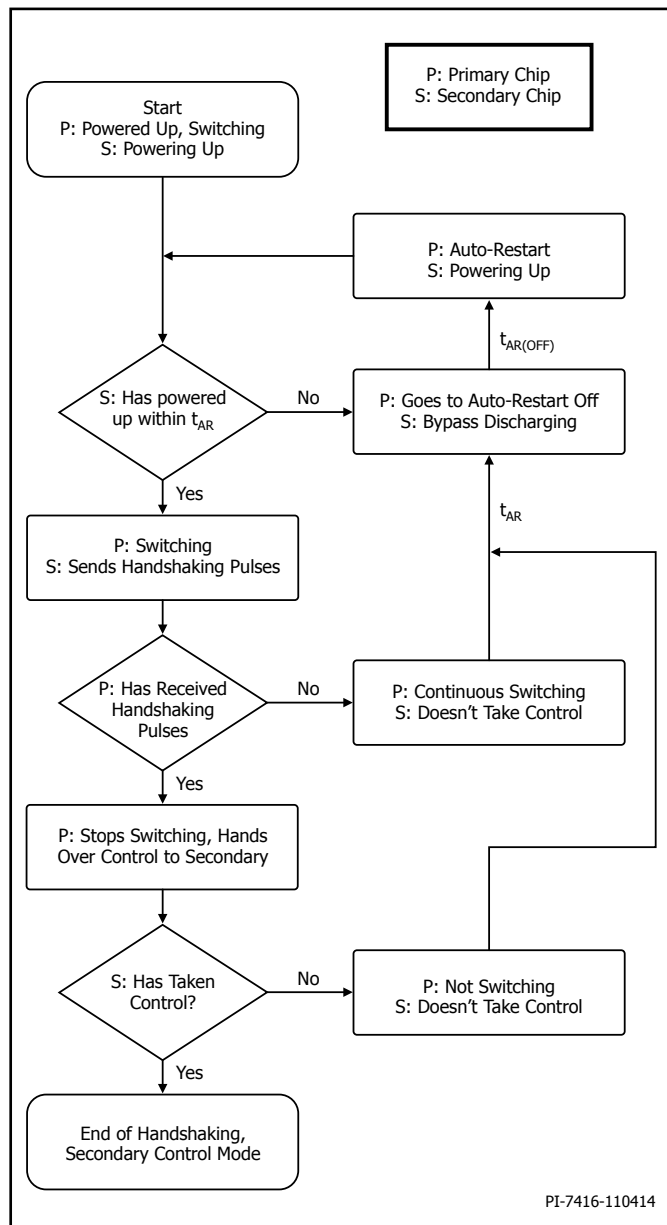 P: Primary Chip
S: Secondary Chip
Start
P: Powered Up, Switching
S: Powering Up
P: Auto-Restart
S: Powering Up
t_AR(OFF)
S: Has powered
up within t_AR
No
P: Goes to Auto-Restart Off
S: Bypass Discharging
Yes
t_AR
P: Switching
S: Sends Handshaking Pulses
P: Has Received
Handshaking
Pulses
No
P: Continuous Switching
S: Doesn't Take Control
Yes
P: Stops Switching, Hands
Over Control to Secondary
S: Has Taken
Control?
No
P: Not Switching
S: Doesn't Take Control
Yes
End of Handshaking,
Secondary Control Mode
PI-7416-110414